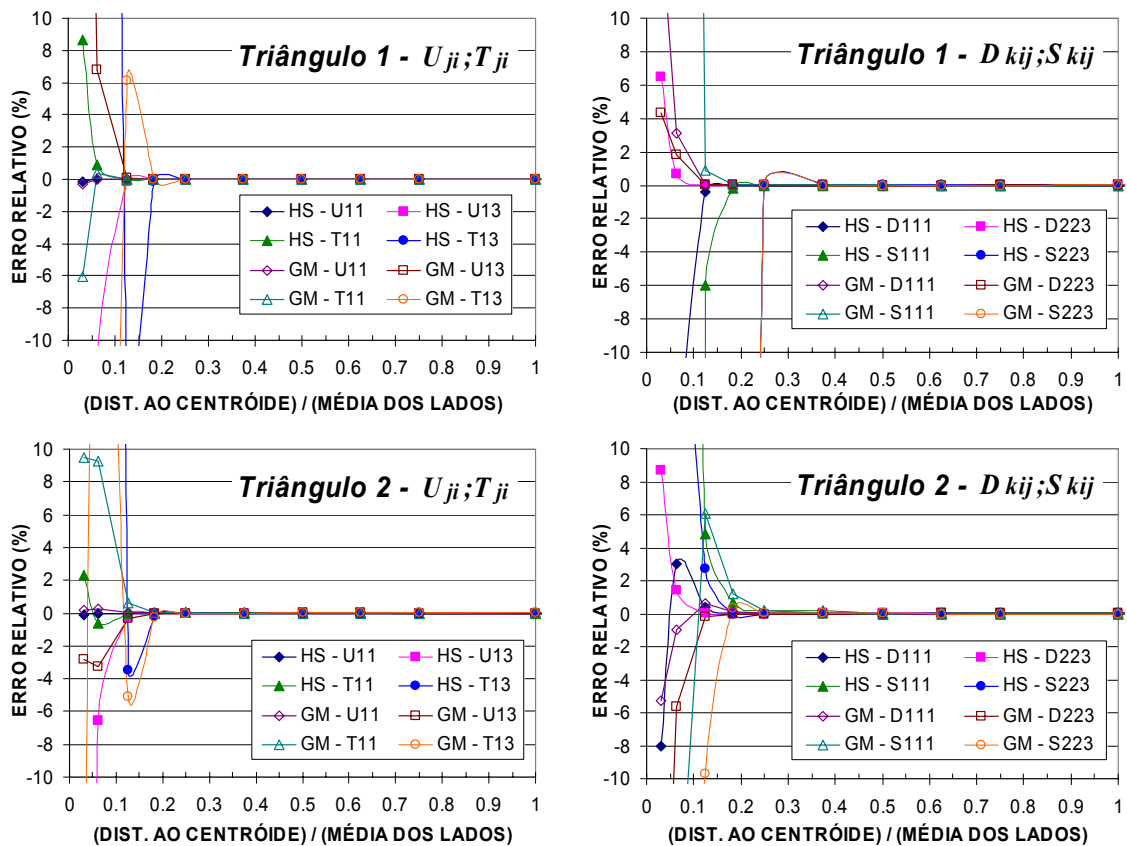 Triângulo 1 - U ji;T ji
ERRO RELATIVO (%)
10
8
6
4
2
0
-2
-4
-6
-8
-10
HS - U11 HS - U13
HS - T11 HS - T13
GM - U11 GM - U13
GM - T11 GM - T13
0 0.1 0.2 0.3 0.4 0.5 0.6 0.7 0.8 0.9 1
(DIST. AO CENTRÓIDE) / (MÉDIA DOS LADOS)
Triângulo 1 - D kij;S kij
ERRO RELATIVO (%)
10
8
6
4
2
0
-2
-4
-6
-8
-10
HS - D111 HS - D223
HS - S111 HS - S223
GM - D111 GM - D223
GM - S111 GM - S223
0 0.1 0.2 0.3 0.4 0.5 0.6 0.7 0.8 0.9 1
(DIST. AO CENTRÓIDE) / (MÉDIA DOS LADOS)
Triângulo 2 - U ji;T ji
ERRO RELATIVO (%)
10
8
6
4
2
0
-2
-4
-6
-8
-10
HS - U11 HS - U13
HS - T11 HS - T13
GM - U11 GM - U13
GM - T11 GM - T13
0 0.1 0.2 0.3 0.4 0.5 0.6 0.7 0.8 0.9 1
(DIST. AO CENTRÓIDE) / (MÉDIA DOS LADOS)
Triângulo 2 - D kij;S kij
ERRO RELATIVO (%)
10
8
6
4
2
0
-2
-4
-6
-8
-10
HS - D111 HS - D223
HS - S111 HS - S223
GM - D111 GM - D223
GM - S111 GM - S223
0 0.1 0.2 0.3 0.4 0.5 0.6 0.7 0.8 0.9 1
(DIST. AO CENTRÓIDE) / (MÉDIA DOS LADOS)